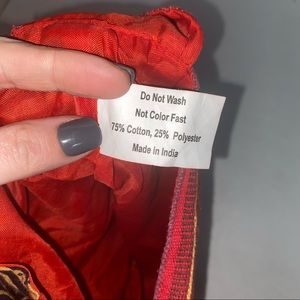 Do Not Wash
Not Color Fast
75% Cotton, 25% Polyester
Made in India